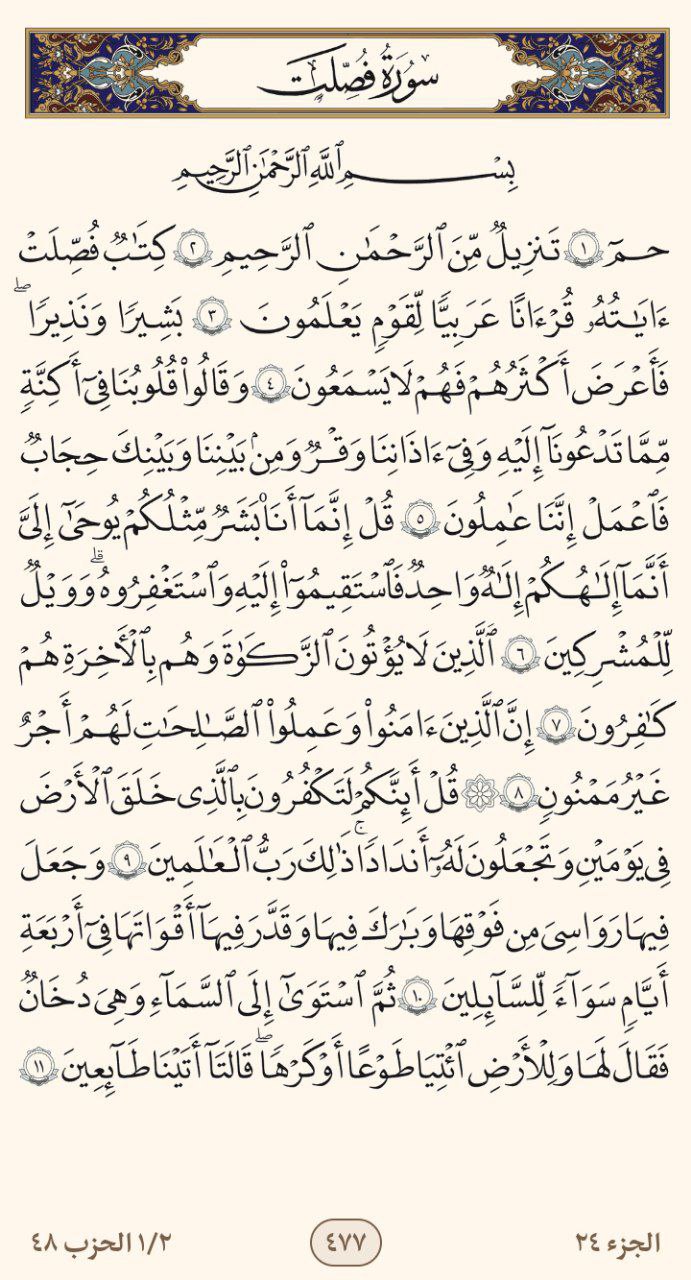 سُورَةُ فُصِّلَتْ
بِسْمِ ٱللَّهِ ٱلرَّحْمَٰنِ ٱلرَّحِيمِ
حمٓ ١ تَنزِيلٌ مِّنَ ٱلرَّحْمَٰنِ ٱلرَّحِيمِ ٢ كِتَٰبٌ فُصِّلَتْ
ءَايَٰتُهُۥ قُرْءَانًا عَرَبِيًّا لِّقَوْمٍ يَعْلَمُونَ ٣ بَشِيرًا وَنَذِيرًاۖ
فَأَعْرَضَ أَكْثَرُهُمْ فَهُمْ لَا يَسْمَعُونَ ٤ وَقَالُوا۟ قُلُوبُنَا فِىٓ أَكِنَّةٍ
مِّمَّا تَدْعُونَآ إِلَيْهِ وَفِىٓ ءَاذَانِنَا وَقْرٌ وَمِنۢ بَيْنِنَا وَبَيْنِكَ حِجَابٌ
فَٱعْمَلْ إِنَّنَا عَٰمِلُونَ ٥ قُلْ إِنَّمَآ أَنَا۠ بَشَرٌ مِّثْلُكُمْ يُوحَىٰٓ إِلَىَّ
أَنَّمَآ إِلَٰهُكُمْ إِلَٰهٌ وَٰحِدٌ فَٱسْتَقِيمُوٓا۟ إِلَيْهِ وَٱسْتَغْفِرُوهُۗ وَوَيْلٌ
لِّلْمُشْرِكِينَ ٦ ٱلَّذِينَ لَا يُؤْتُونَ ٱلزَّكَوٰةَ وَهُم بِٱلْءَاخِرَةِ هُمْ
كَٰفِرُونَ ٧ إِنَّ ٱلَّذِينَ ءَامَنُوا۟ وَعَمِلُوا۟ ٱلصَّٰلِحَٰتِ لَهُمْ أَجْرٌ
غَيْرُ مَمْنُونٍ ٨ ۞ قُلْ أَئِنَّكُمْ لَتَكْفُرُونَ بِٱلَّذِى خَلَقَ ٱلْأَرْضَ
فِى يَوْمَيْنِ وَتَجْعَلُونَ لَهُۥٓ أَندَادًاۚ ذَٰلِكَ رَبُّ ٱلْعَٰلَمِينَ ٩ وَجَعَلَ
فِيهَا رَوَٰسِىَ مِن فَوْقِهَا وَبَٰرَكَ فِيهَا وَقَدَّرَ فِيهَآ أَقْوَٰتَهَا فِىٓ أَرْبَعَةِ
أَيَّامٍ سَوَآءً لِّلسَّآئِلِينَ ١٠ ثُمَّ ٱسْتَوَىٰٓ إِلَى ٱلسَّمَآءِ وَهِىَ دُخَانٌ
فَقَالَ لَهَا وَلِلْأَرْضِ ٱئْتِيَا طَوْعًا أَوْ كَرْهًاۖ قَالَتَآ أَتَيْنَا طَآئِعِينَ ١١
الجزء ٢٤
٤٧٧
١/٢ الحزب ٤٨